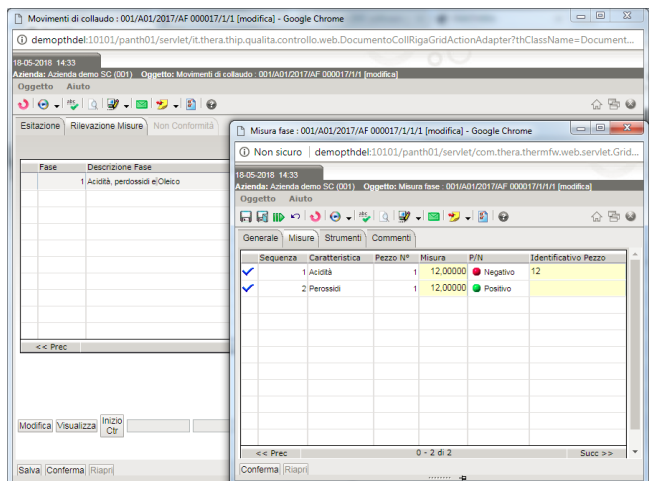 Movimenti di collaudo : 001/A01/2017/AF 000017/1/1 [modifica] - Google Chrome
demopthdel:10101/panth01/servlet/it.thera.thip.qualita.controllo.web.DocumentoCollRigaGridActionAdapter?thClassName=Document...
18-05-2018 14:33
Azienda: Azienda demo SC (001) Oggetto: Movimenti di collaudo : 001/A01/2017/AF 000017/1/1 [modifica]
Oggetto Aiuto
Esitazione Rilevazione Misure Non Conformità
Fase Descrizione Fase
1 Acidità, perdossidi e Oleico
<< Prec
Modifica Visualizza Inizio Ctr
Salva Conferma Riapri
Misura fase : 001/A01/2017/AF 000017/1/1/1 [modifica] - Google Chrome
Non sicuro demopthdel:10101/panth01/servlet/com.thera.thermfw.web.servlet.Grid...
18-05-2018 14:33
Azienda: Azienda demo SC (001) Oggetto: Misura fase : 001/A01/2017/AF 000017/1/1/1 [modifica]
Oggetto Aiuto
Generale Misure Strumenti Commenti
Sequenza Caratteristica Pezzo N° Misura P/N Identificativo Pezzo
1 Acidità 1 12,00000 Negativo 12
2 Perossidi 1 12,00000 Positivo
<< Prec 0 - 2 di 2 Succ >>
Conferma Riapri